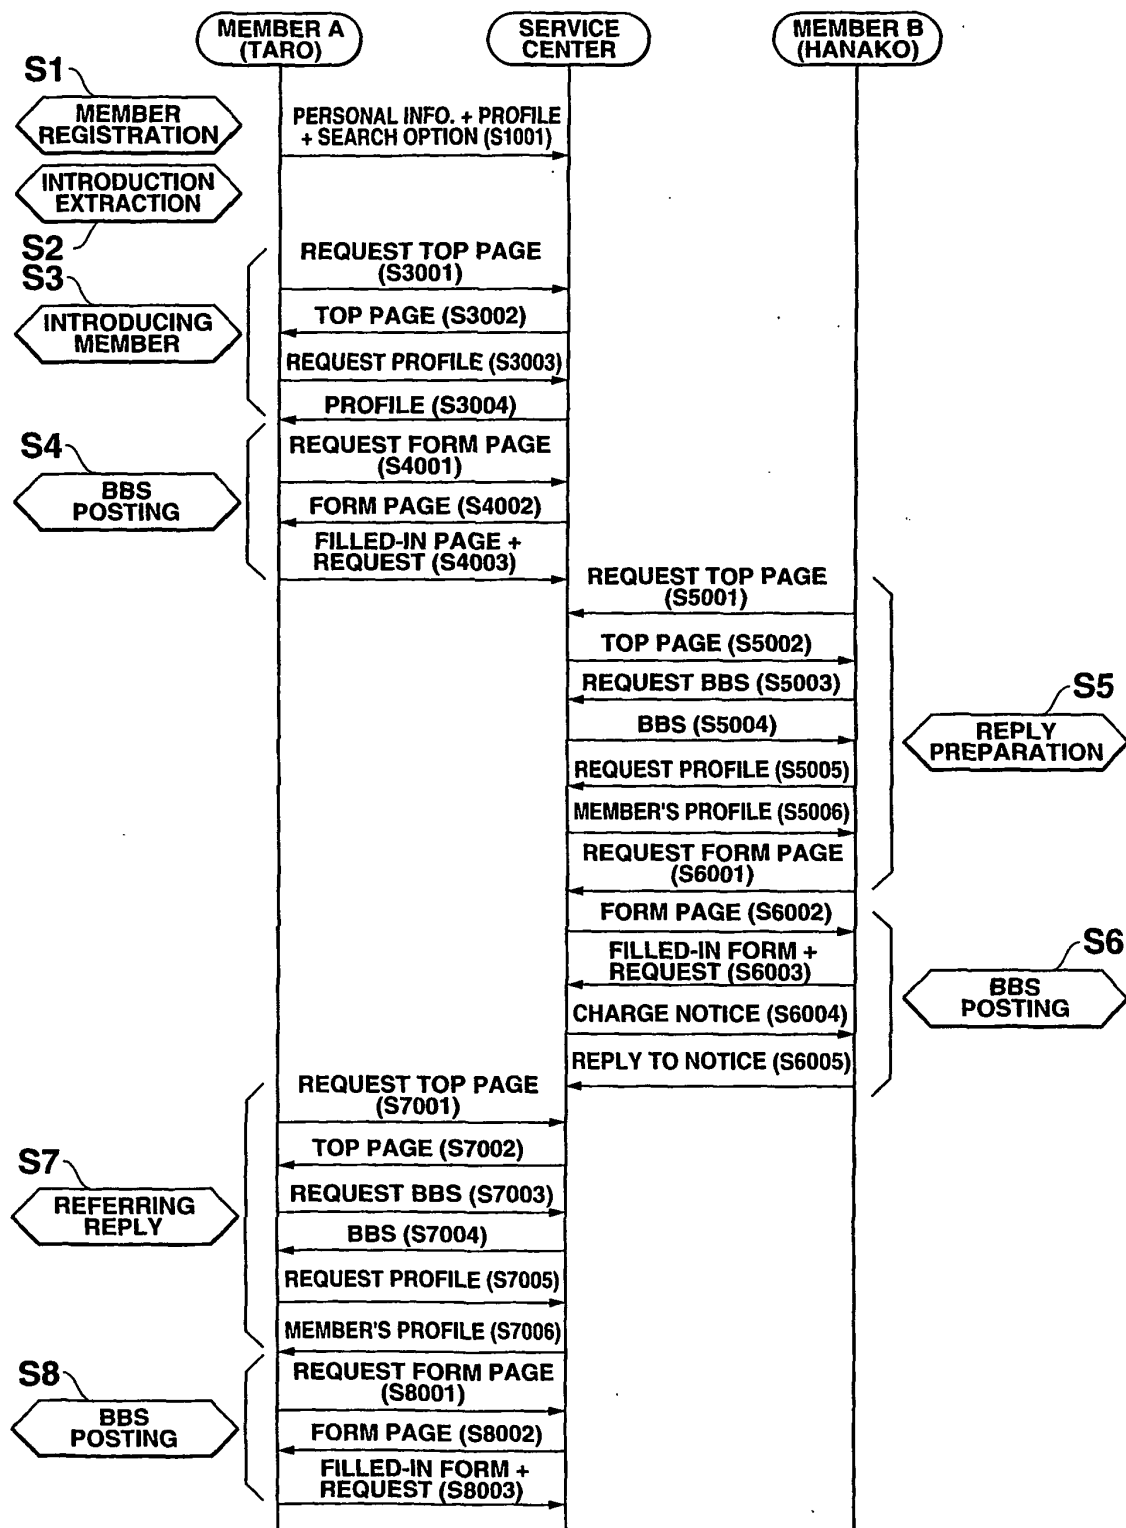 MEMBER A
(TARO)
SERVICE
CENTER
MEMBER B
(HANAKO)
S1
MEMBER
REGISTRATION
PERSONAL INFO. + PROFILE
+ SEARCH OPTION (S1001)
INTRODUCTION
EXTRACTION
S2
S3
INTRODUCING
MEMBER
REQUEST TOP PAGE
(S3001)
TOP PAGE (S3002)
REQUEST PROFILE (S3003)
PROFILE (S3004)
S4
BBS
POSTING
REQUEST FORM PAGE
(S4001)
FORM PAGE (S4002)
FILLED-IN PAGE +
REQUEST (S4003)
REQUEST TOP PAGE
(S5001)
TOP PAGE (S5002)
REQUEST BBS (S5003)
BBS (S5004)
REQUEST PROFILE (S5005)
MEMBER'S PROFILE (S5006)
S5
REPLY
PREPARATION
REQUEST FORM PAGE
(S6001)
FORM PAGE (S6002)
FILLED-IN FORM +
REQUEST (S6003)
CHARGE NOTICE (S6004)
REPLY TO NOTICE (S6005)
S6
BBS
POSTING
REQUEST TOP PAGE
(S7001)
TOP PAGE (S7002)
REQUEST BBS (S7003)
BBS (S7004)
REQUEST PROFILE (S7005)
MEMBER'S PROFILE (S7006)
S7
REFERRING
REPLY
S8
BBS
POSTING
REQUEST FORM PAGE
(S8001)
FORM PAGE (S8002)
FILLED-IN FORM +
REQUEST (S8003)